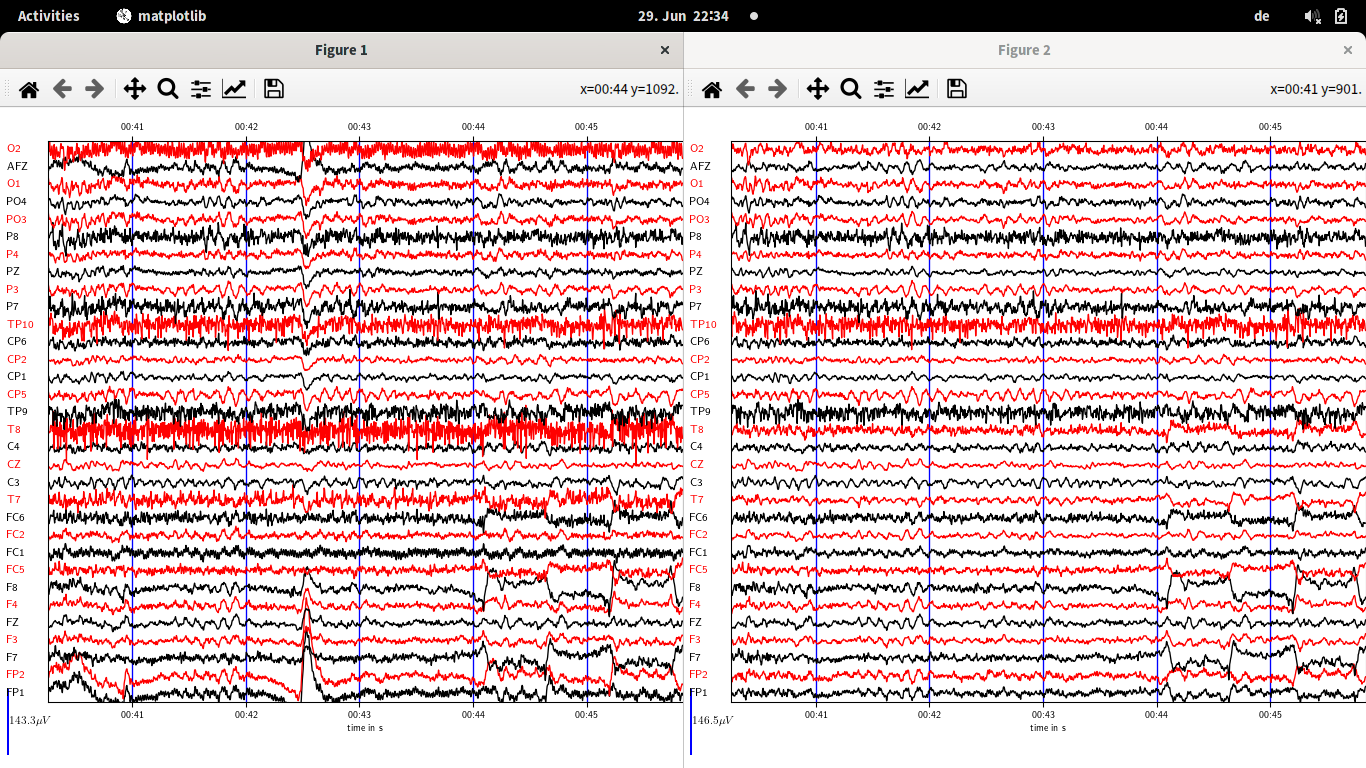 Activities matplotlib 29. Jun 22:34 de
Figure 1
x=00:44 y=1092.
00:41 00:42 00:43 00:44 00:45
O2
AFZ
O1
PO4
PO3
P8
P4
PZ
P3
P7
TP10
CP6
CP2
CP1
CP5
TP9
T8
C4
CZ
C3
T7
FC6
FC2
FC1
FC5
F8
F4
FZ
F3
F7
FP2
FP1
00:41 00:42 00:43 00:44 00:45
143.3μV
time in s
Figure 2
x=00:41 y=901.
00:41 00:42 00:43 00:44 00:45
O2
AFZ
O1
PO4
PO3
P8
P4
PZ
P3
P7
TP10
CP6
CP2
CP1
CP5
TP9
T8
C4
CZ
C3
T7
FC6
FC2
FC1
FC5
F8
F4
FZ
F3
F7
FP2
FP1
00:41 00:42 00:43 00:44 00:45
146.5μV
time in s